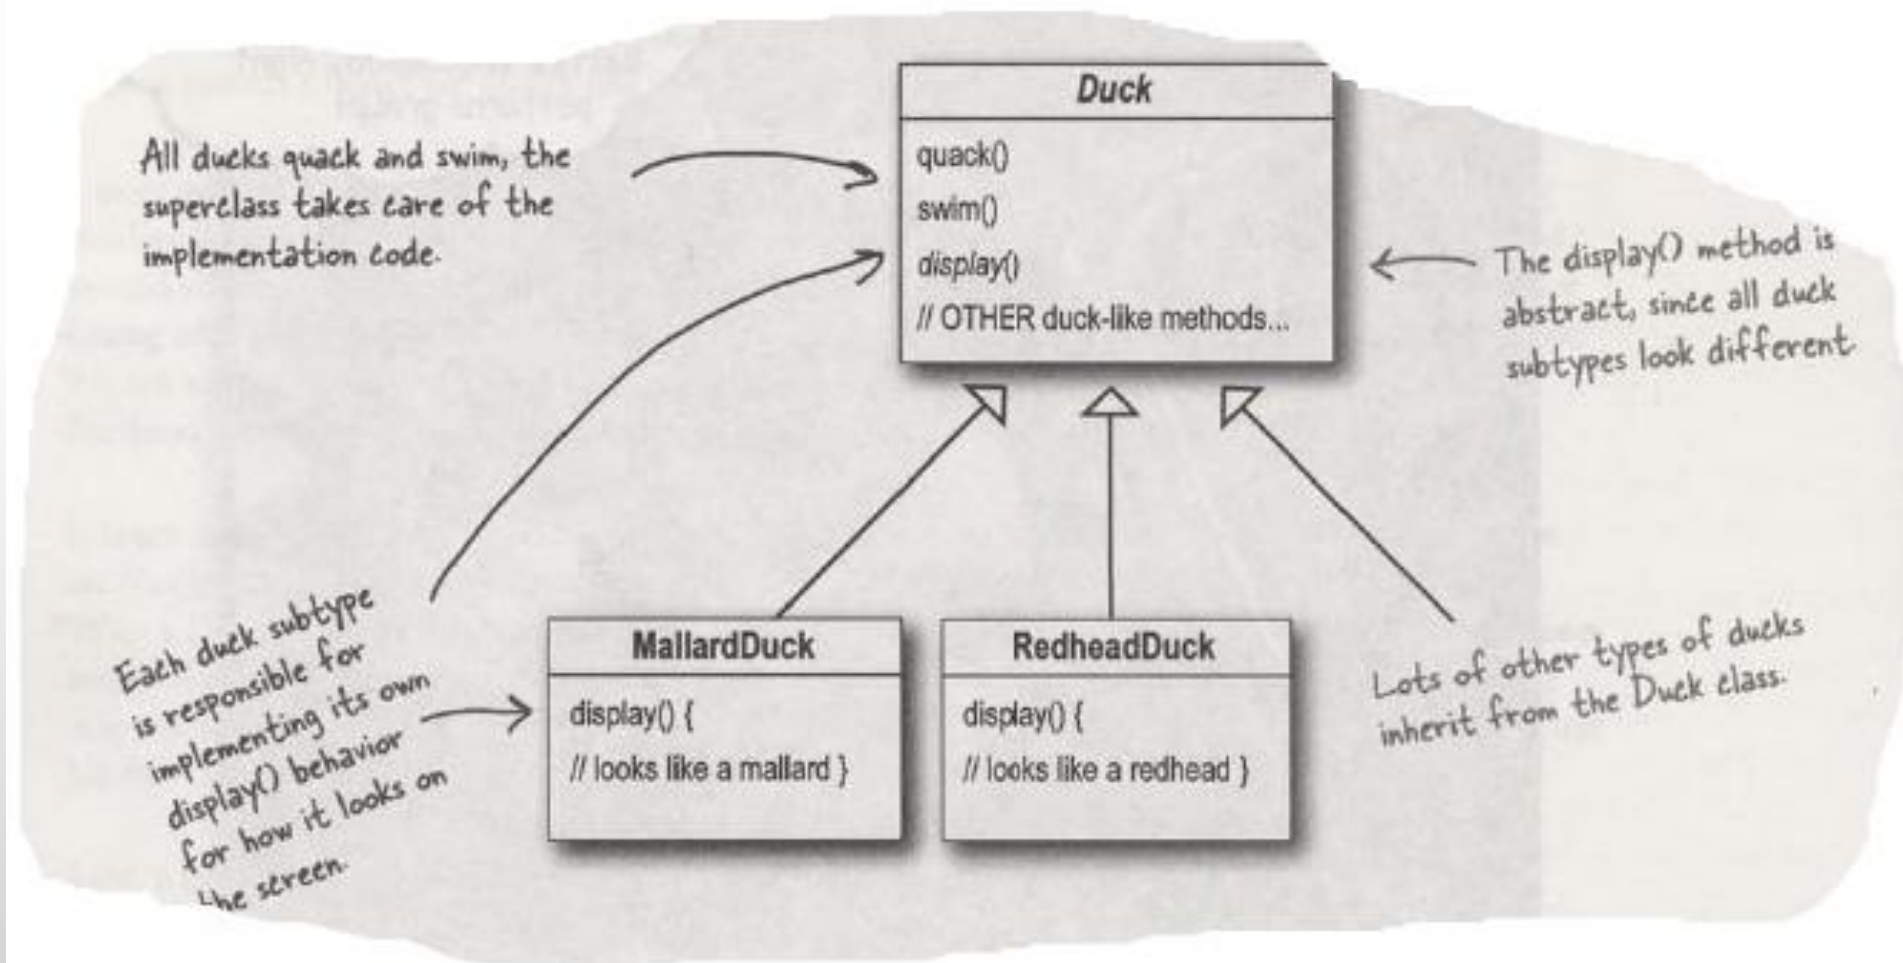 Duck
quack()
swim()
display()
// OTHER duck-like methods...
All ducks quack and swim, the
superclass takes care of the
implementation code.
The display() method is
abstract, since all duck
subtypes look different
Each duck subtype
is responsible for
implementing its own
display() behavior
for how it looks on
the screen.
MallardDuck
display() {
// looks like a mallard }
RedheadDuck
display() {
// looks like a redhead }
Lots of other types of ducks
inherit from the Duck class.